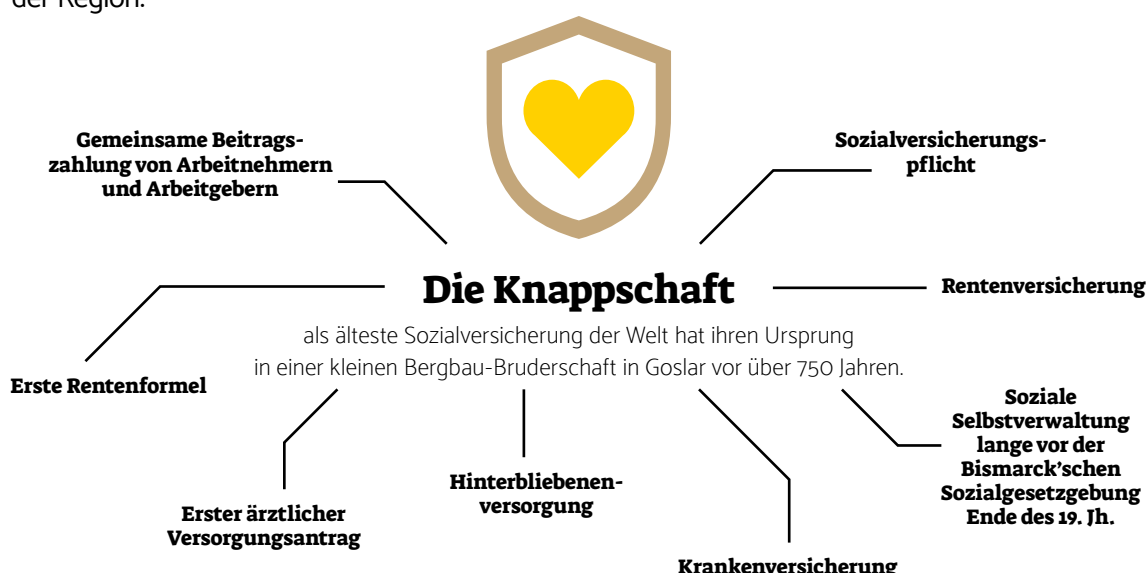 der Region.
Gemeinsame Beitrags-
zahlung von Arbeitnehmern
und Arbeitgebern
Sozialversicherungs-
pflicht
Die Knappschaft
als älteste Sozialversicherung der Welt hat ihren Ursprung
in einer kleinen Bergbau-Bruderschaft in Goslar vor über 750 Jahren.
Rentenversicherung
Erste Rentenformel
Soziale
Selbstverwaltung
lange vor der
Bismarck'schen
Sozialgesetzgebung
Ende des 19. Jh.
Erster ärztlicher
Versorgungsantrag
Hinterbliebenen-
versorgung
Krankenversicherung